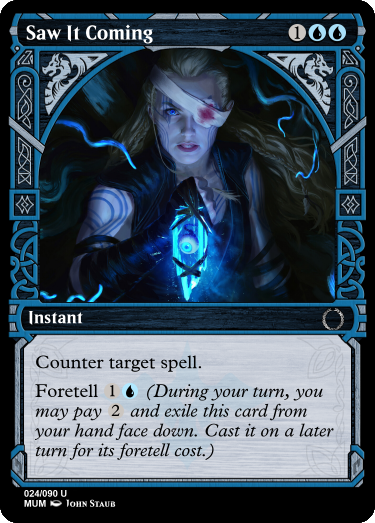 Saw It Coming 1
Instant
Counter target spell.
Foretell 1 (During your turn, you
may pay 2 and exile this card from
your hand face down. Cast it on a later
turn for its foretell cost.)
024/090 U
MUM JOHN STAUB